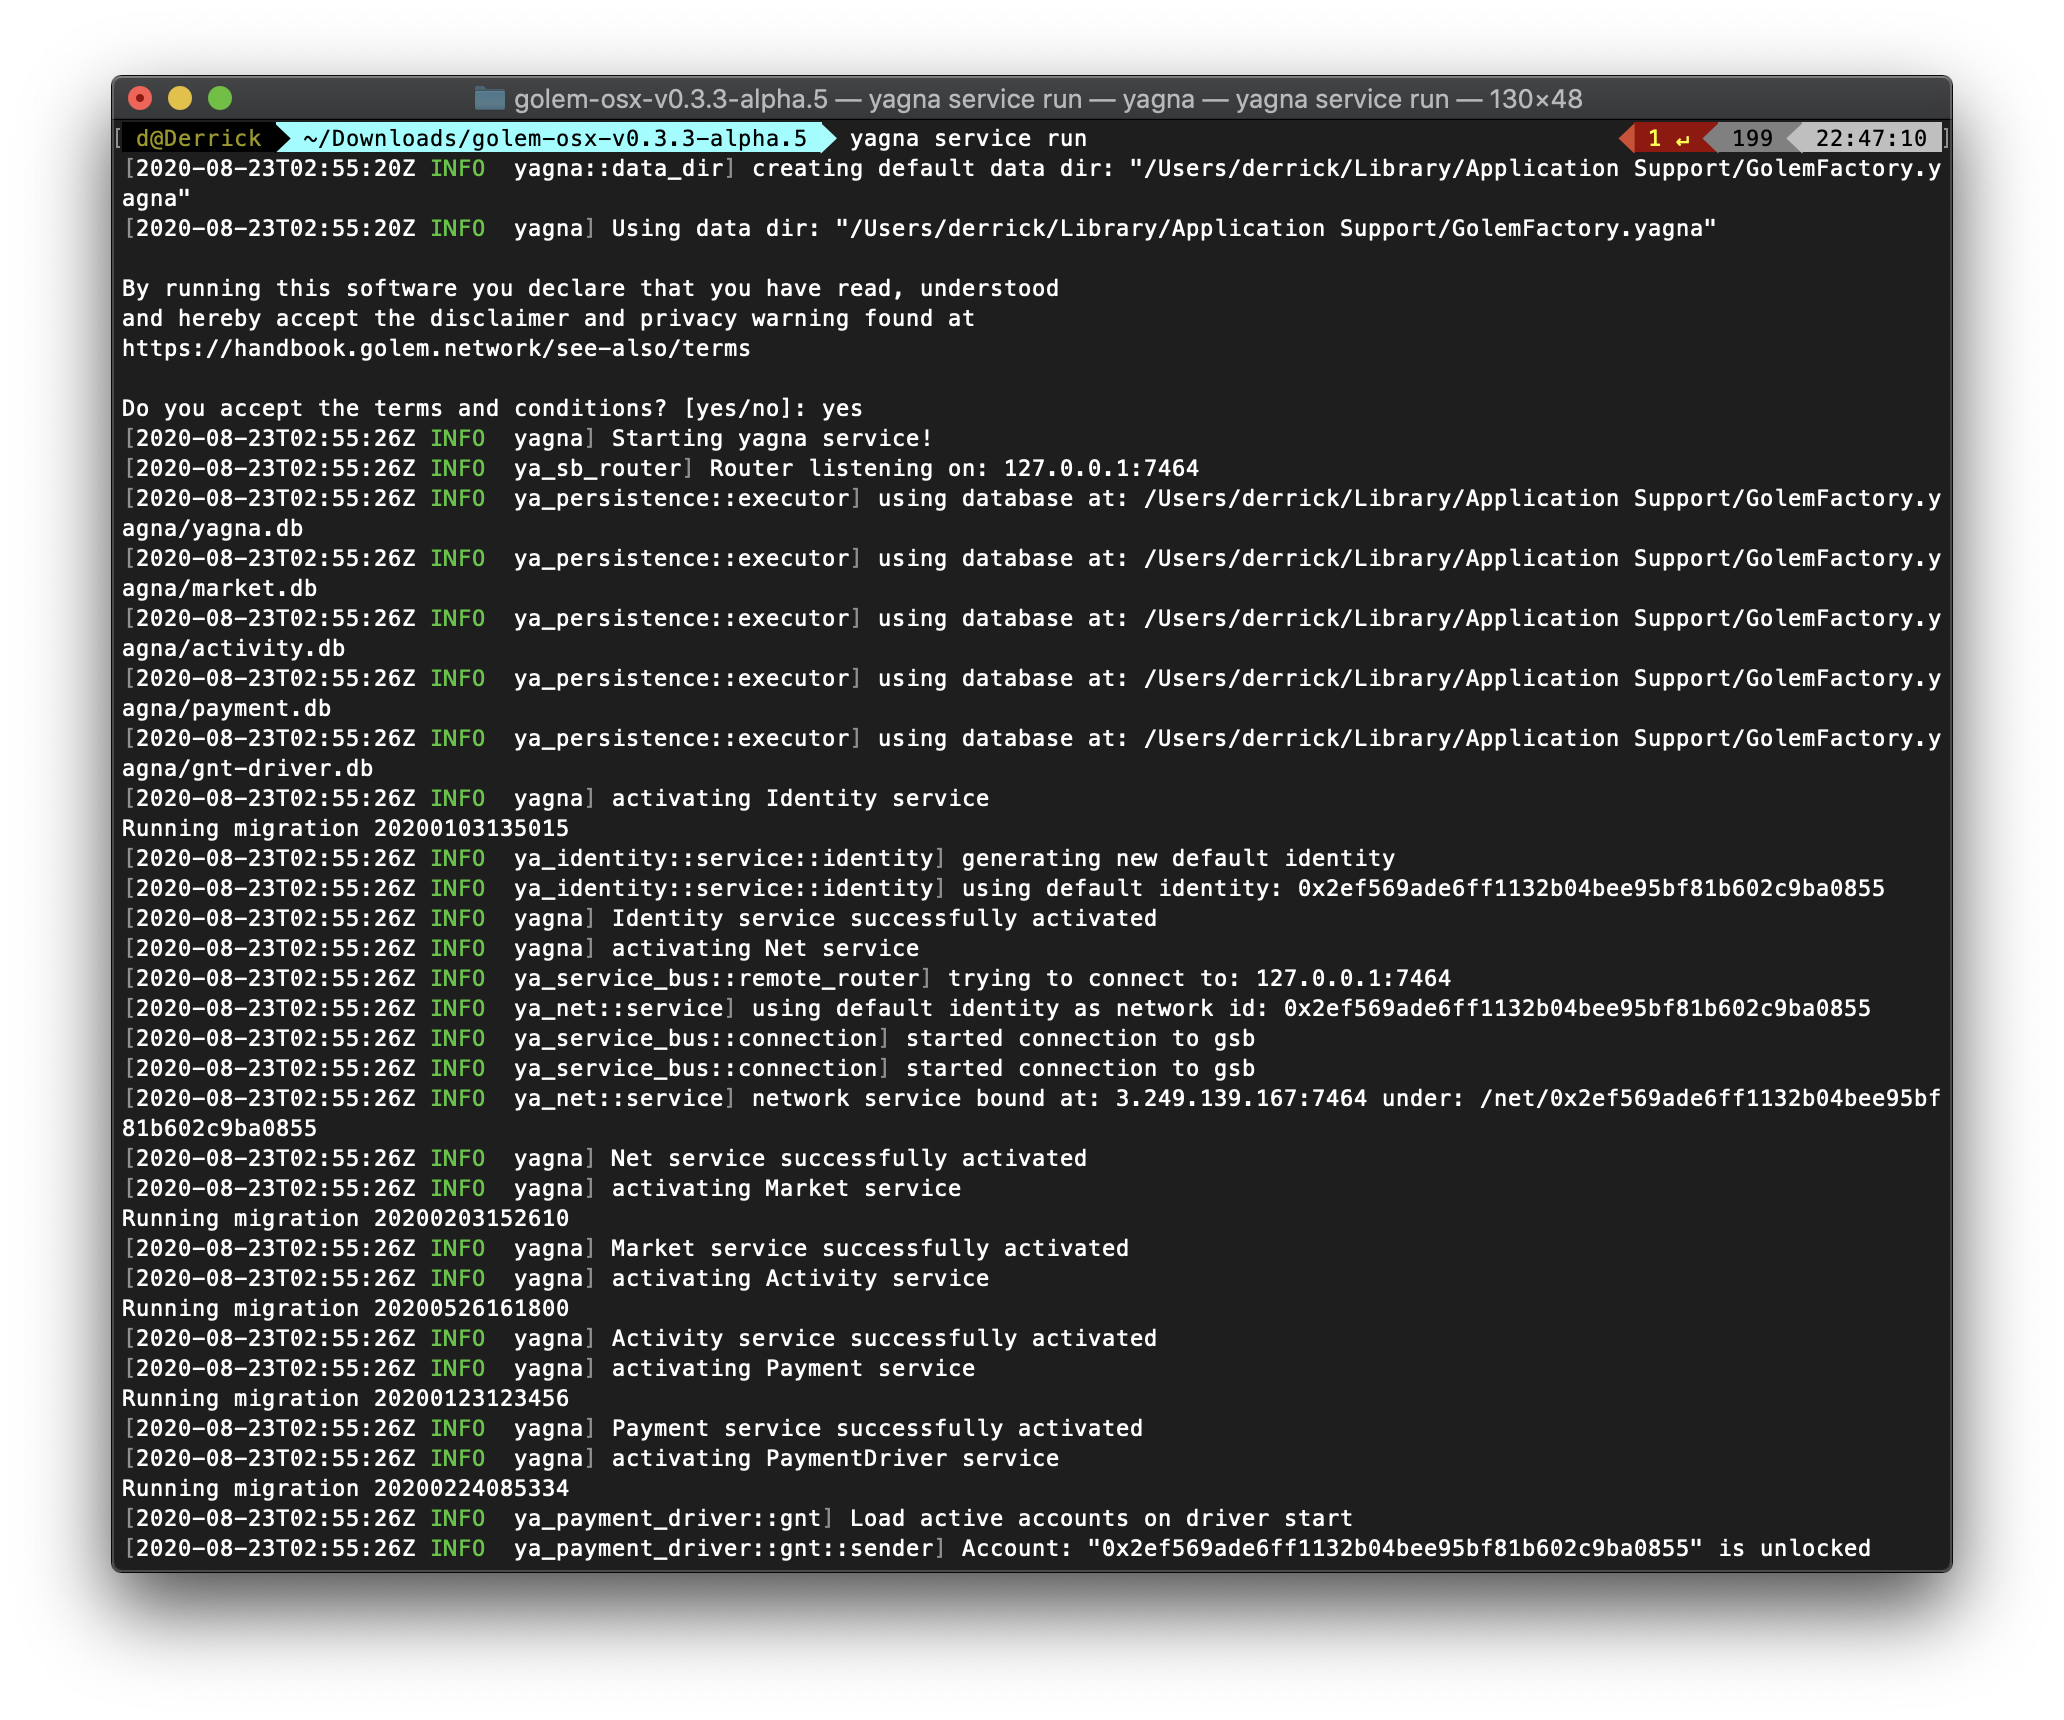 golem-osx-v0.3.3-alpha.5 — yagna service run — yagna — yagna service run — 130×48
[ d@Derrick ~/Downloads/golem-osx-v0.3.3-alpha.5 yagna service run 1 ↵ 199 22:47:10 ]
[2020-08-23T02:55:20Z INFO  yagna::data_dir] creating default data dir: "/Users/derrick/Library/Application Support/GolemFactory.y
agna"
[2020-08-23T02:55:20Z INFO  yagna] Using data dir: "/Users/derrick/Library/Application Support/GolemFactory.yagna"
By running this software you declare that you have read, understood
and hereby accept the disclaimer and privacy warning found at
https://handbook.golem.network/see-also/terms
Do you accept the terms and conditions? [yes/no]: yes
[2020-08-23T02:55:26Z INFO  yagna] Starting yagna service!
[2020-08-23T02:55:26Z INFO  ya_sb_router] Router listening on: 127.0.0.1:7464
[2020-08-23T02:55:26Z INFO  ya_persistence::executor] using database at: /Users/derrick/Library/Application Support/GolemFactory.y
agna/yagna.db
[2020-08-23T02:55:26Z INFO  ya_persistence::executor] using database at: /Users/derrick/Library/Application Support/GolemFactory.y
agna/market.db
[2020-08-23T02:55:26Z INFO  ya_persistence::executor] using database at: /Users/derrick/Library/Application Support/GolemFactory.y
agna/activity.db
[2020-08-23T02:55:26Z INFO  ya_persistence::executor] using database at: /Users/derrick/Library/Application Support/GolemFactory.y
agna/payment.db
[2020-08-23T02:55:26Z INFO  ya_persistence::executor] using database at: /Users/derrick/Library/Application Support/GolemFactory.y
agna/gnt-driver.db
[2020-08-23T02:55:26Z INFO  yagna] activating Identity service
Running migration 20200103135015
[2020-08-23T02:55:26Z INFO  ya_identity::service::identity] generating new default identity
[2020-08-23T02:55:26Z INFO  ya_identity::service::identity] using default identity: 0x2ef569ade6ff1132b04bee95bf81b602c9ba0855
[2020-08-23T02:55:26Z INFO  yagna] Identity service successfully activated
[2020-08-23T02:55:26Z INFO  yagna] activating Net service
[2020-08-23T02:55:26Z INFO  ya_service_bus::remote_router] trying to connect to: 127.0.0.1:7464
[2020-08-23T02:55:26Z INFO  ya_net::service] using default identity as network id: 0x2ef569ade6ff1132b04bee95bf81b602c9ba0855
[2020-08-23T02:55:26Z INFO  ya_service_bus::connection] started connection to gsb
[2020-08-23T02:55:26Z INFO  ya_service_bus::connection] started connection to gsb
[2020-08-23T02:55:26Z INFO  ya_net::service] network service bound at: 3.249.139.167:7464 under: /net/0x2ef569ade6ff1132b04bee95bf
81b602c9ba0855
[2020-08-23T02:55:26Z INFO  yagna] Net service successfully activated
[2020-08-23T02:55:26Z INFO  yagna] activating Market service
Running migration 20200203152610
[2020-08-23T02:55:26Z INFO  yagna] Market service successfully activated
[2020-08-23T02:55:26Z INFO  yagna] activating Activity service
Running migration 20200526161800
[2020-08-23T02:55:26Z INFO  yagna] Activity service successfully activated
[2020-08-23T02:55:26Z INFO  yagna] activating Payment service
Running migration 20200123123456
[2020-08-23T02:55:26Z INFO  yagna] Payment service successfully activated
[2020-08-23T02:55:26Z INFO  yagna] activating PaymentDriver service
Running migration 20200224085334
[2020-08-23T02:55:26Z INFO  ya_payment_driver::gnt] Load active accounts on driver start
[2020-08-23T02:55:26Z INFO  ya_payment_driver::gnt::sender] Account: "0x2ef569ade6ff1132b04bee95bf81b602c9ba0855" is unlocked